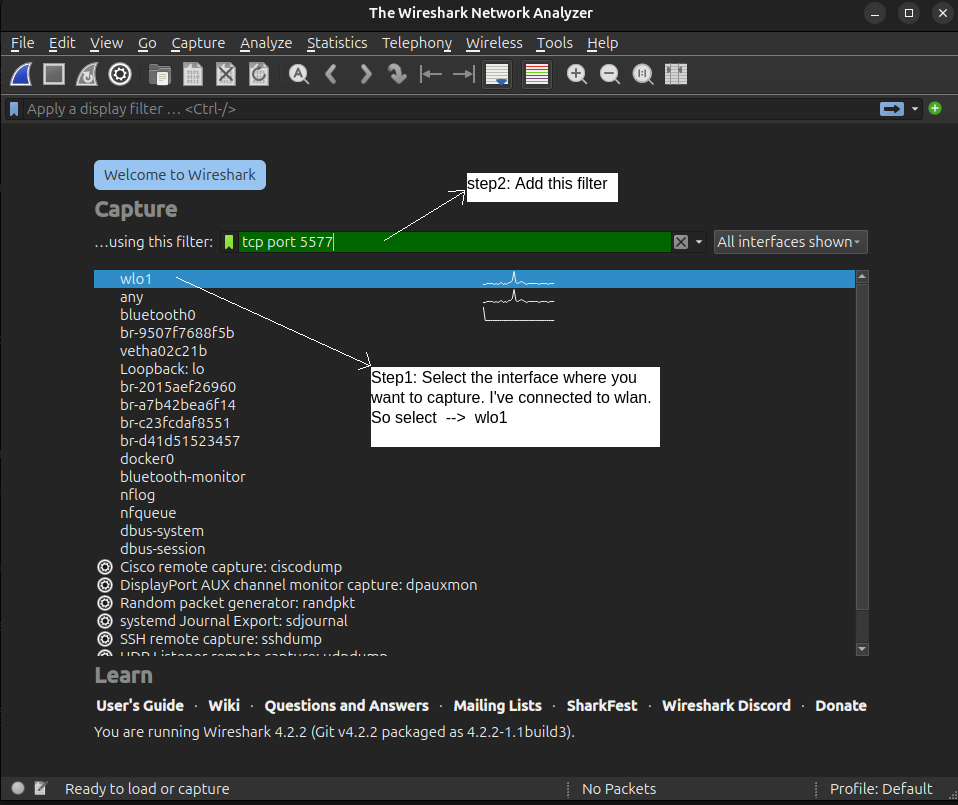 The Wireshark Network Analyzer
File Edit View Go Capture Analyze Statistics Telephony Wireless Tools Help
Apply a display filter … <Ctrl-/>
Welcome to Wireshark
step2: Add this filter
Capture
…using this filter: tcp port 5577 All interfaces shown
wlo1
any
bluetooth0
br-9507f7688f5b
vetha02c21b
Loopback: lo
br-2015aef26960
br-a7b42bea6f14
br-c23fcdaf8551
br-d41d51523457
docker0
bluetooth-monitor
nflog
nfqueue
dbus-system
dbus-session
Cisco remote capture: ciscodump
DisplayPort AUX channel monitor capture: dpauxmon
Random packet generator: randpkt
systemd Journal Export: sdjournal
SSH remote capture: sshdump
UDP Listener remote capture: udpdump
Step1: Select the interface where you
want to capture. I've connected to wlan.
So select --> wlo1
Learn
User's Guide · Wiki · Questions and Answers · Mailing Lists · SharkFest · Wireshark Discord · Donate
You are running Wireshark 4.2.2 (Git v4.2.2 packaged as 4.2.2-1.1build3).
Ready to load or capture No Packets Profile: Default